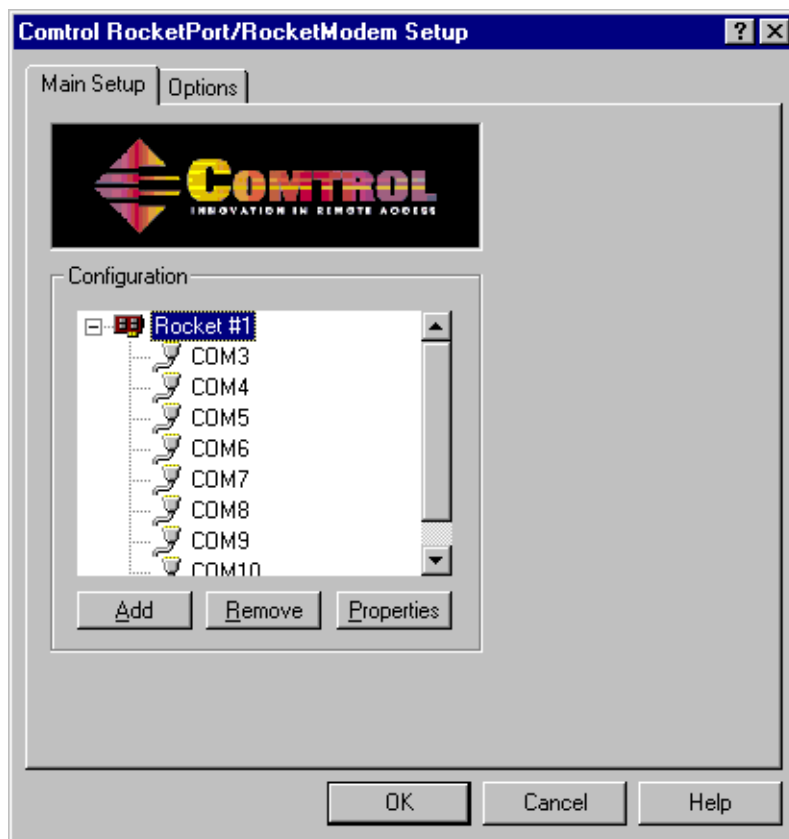 Comtrol RocketPort/RocketModem Setup
Main Setup Options
COMTROL
INNOVATION IN REMOTE ACCESS
Configuration
Rocket #1
COM3
COM4
COM5
COM6
COM7
COM8
COM9
COM10
Add Remove Properties
OK Cancel Help